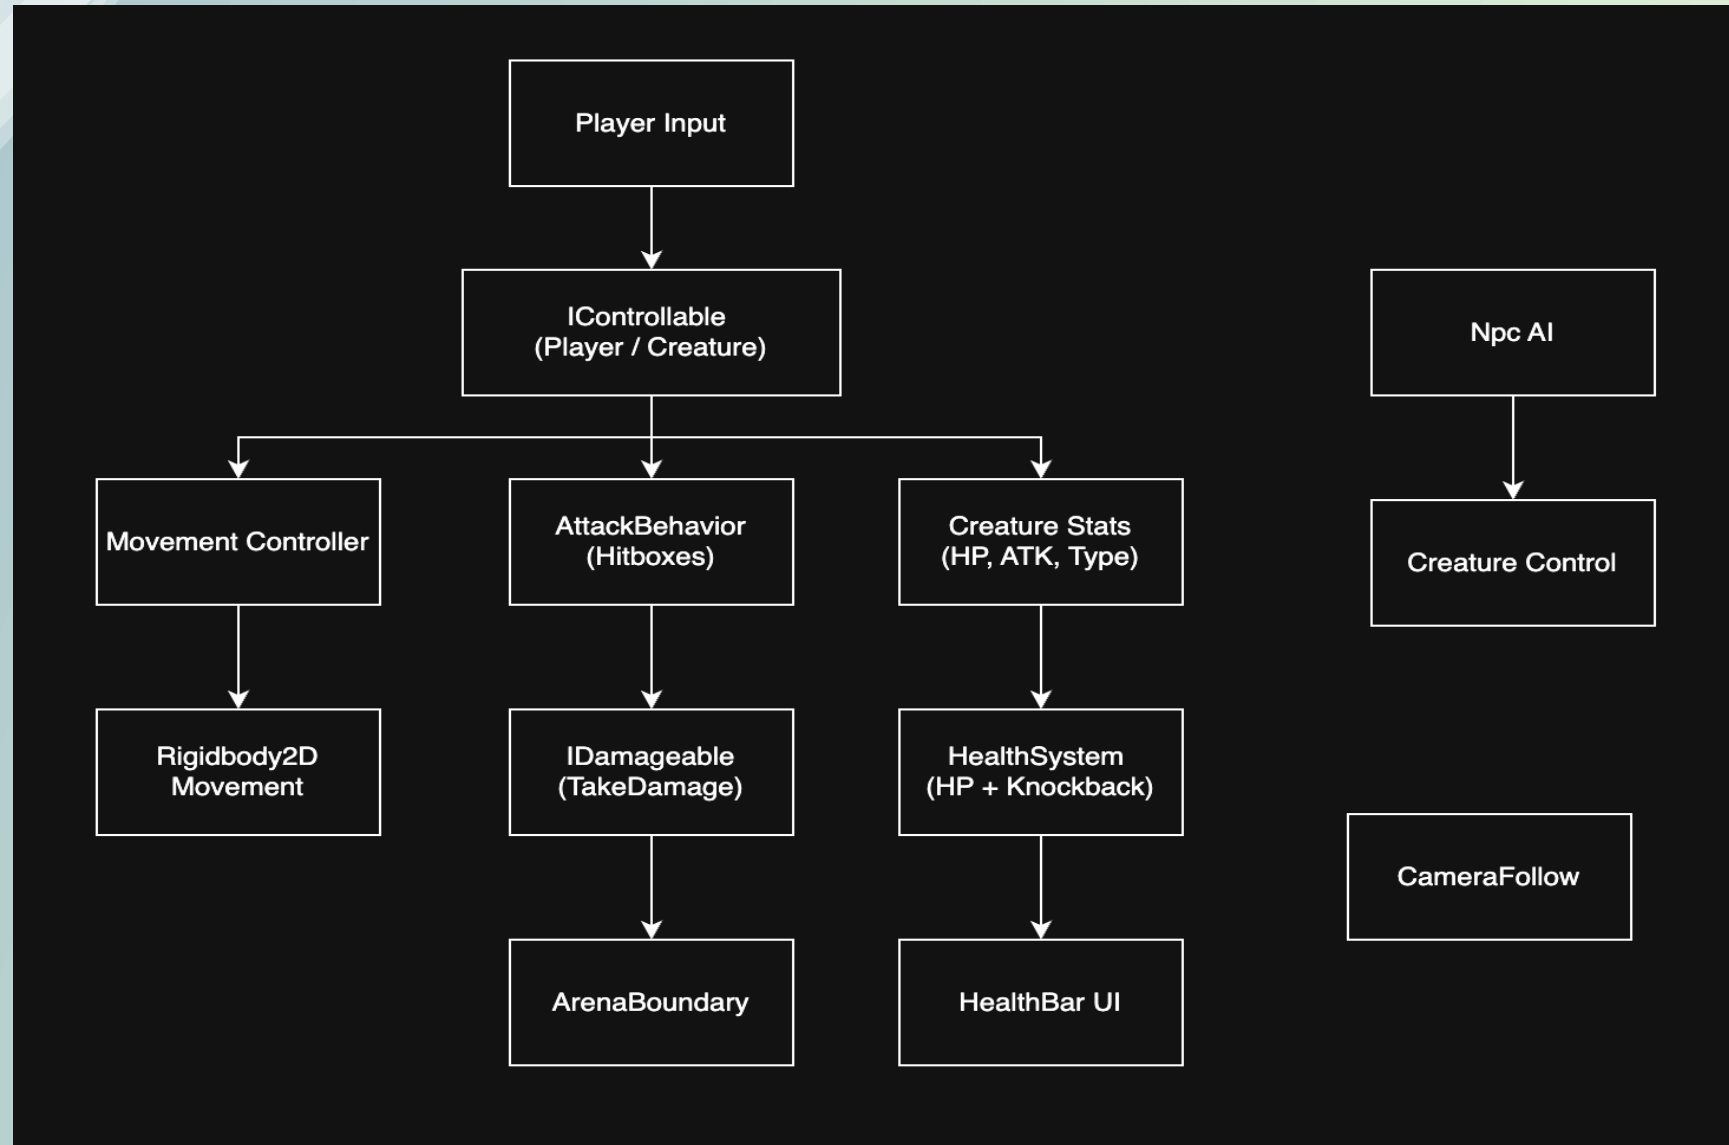 Player Input
IControllable
(Player / Creature)
Npc AI
Movement Controller
AttackBehavior
(Hitboxes)
Creature Stats
(HP, ATK, Type)
Creature Control
Rigidbody2D
Movement
IDamageable
(TakeDamage)
HealthSystem
(HP + Knockback)
CameraFollow
ArenaBoundary
HealthBar UI